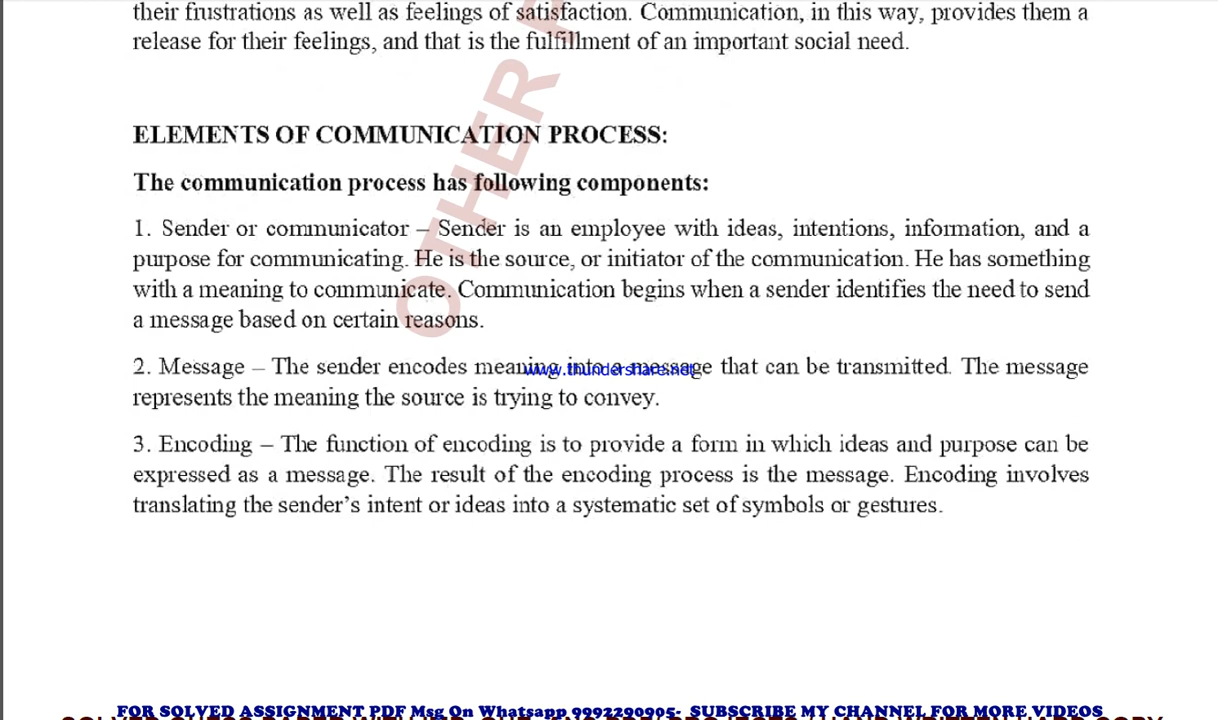 their frustrations as well as feelings of satisfaction. Communication, in this way, provides them a
release for their feelings, and that is the fulfillment of an important social need.
ELEMENTS OF COMMUNICATION PROCESS:
The communication process has following components:
1. Sender or communicator – Sender is an employee with ideas, intentions, information, and a
purpose for communicating. He is the source, or initiator of the communication. He has something
with a meaning to communicate. Communication begins when a sender identifies the need to send
a message based on certain reasons.
2. Message – The sender encodes meaning into a message that can be transmitted. The message
www.thundershare.net
represents the meaning the source is trying to convey.
3. Encoding – The function of encoding is to provide a form in which ideas and purpose can be
expressed as a message. The result of the encoding process is the message. Encoding involves
translating the sender’s intent or ideas into a systematic set of symbols or gestures.
OTHER
FOR SOLVED ASSIGNMENT PDF Msg On Whatsapp 9992290905- SUBSCRIBE MY CHANNEL FOR MORE VIDEOS